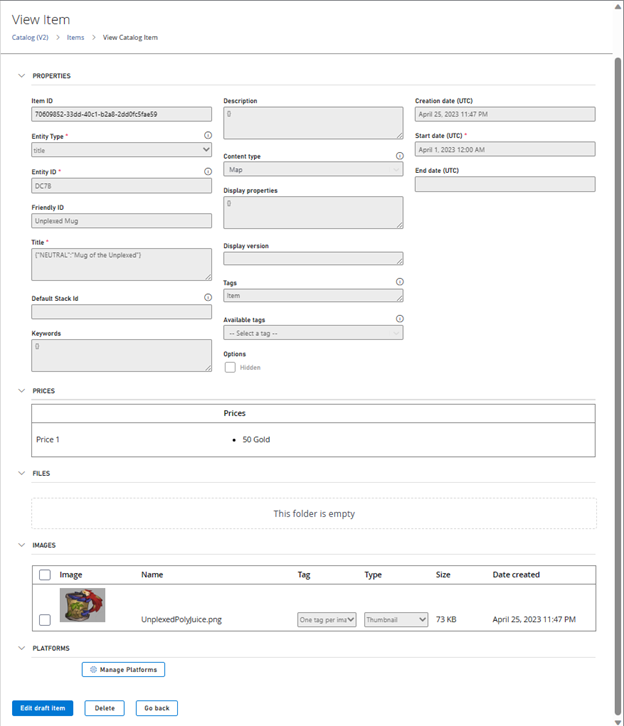 View Item
Catalog (V2) > Items > View Catalog Item
PROPERTIES
Item ID
70609852-33dd-40c1-b2a8-2dd0fc5fae59
Entity Type *
title
Entity ID *
DC7B
Friendly ID
Unplexed Mug
Title *
{"NEUTRAL":"Mug of the Unplexed"}
Default Stack Id
Keywords
{}
Description
{}
Content type
Map
Display properties
{}
Display version
Tags
Item
Available tags
-- Select a tag --
Options
Hidden
Creation date (UTC)
April 25, 2023 11:47 PM
Start date (UTC) *
April 1, 2023 12:00 AM
End date (UTC)
PRICES
Prices
Price 1 • 50 Gold
FILES
This folder is empty
IMAGES
Image Name Tag Type Size Date created
UnplexedPolyJuice.png One tag per ima Thumbnail 73 KB April 25, 2023 11:47 PM
PLATFORMS
Manage Platforms
Edit draft item Delete Go back